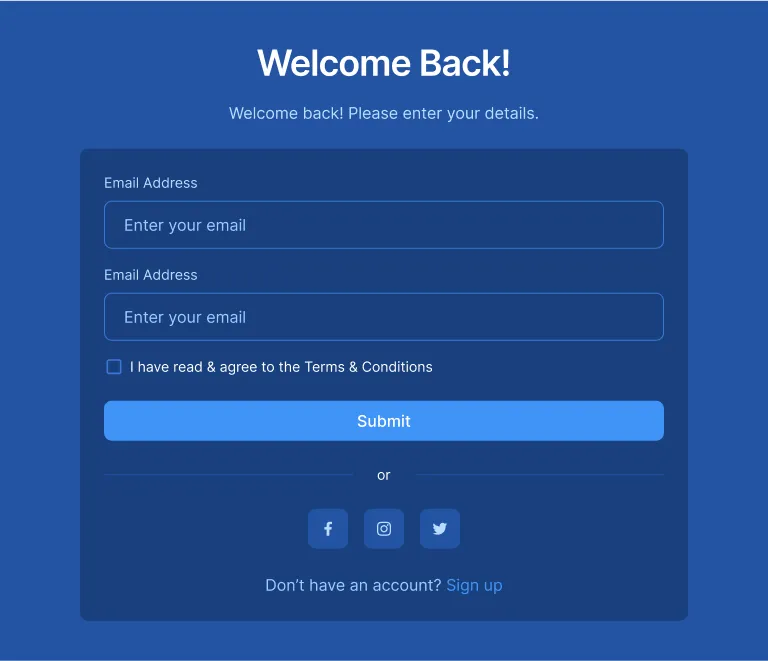 Welcome Back!
Welcome back! Please enter your details.
Email Address
Enter your email
Email Address
Enter your email
I have read & agree to the Terms & Conditions
Submit
or
Don’t have an account? Sign up